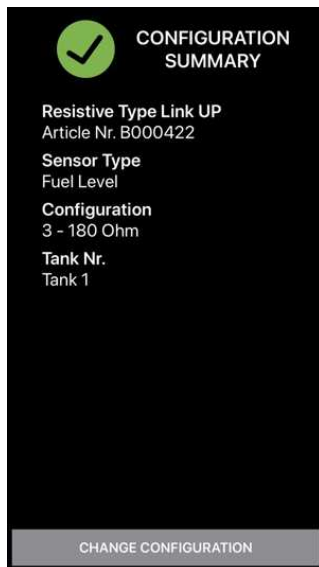 CONFIGURATION
SUMMARY
Resistive Type Link UP
Article Nr. B000422
Sensor Type
Fuel Level
Configuration
3 - 180 Ohm
Tank Nr.
Tank 1
CHANGE CONFIGURATION